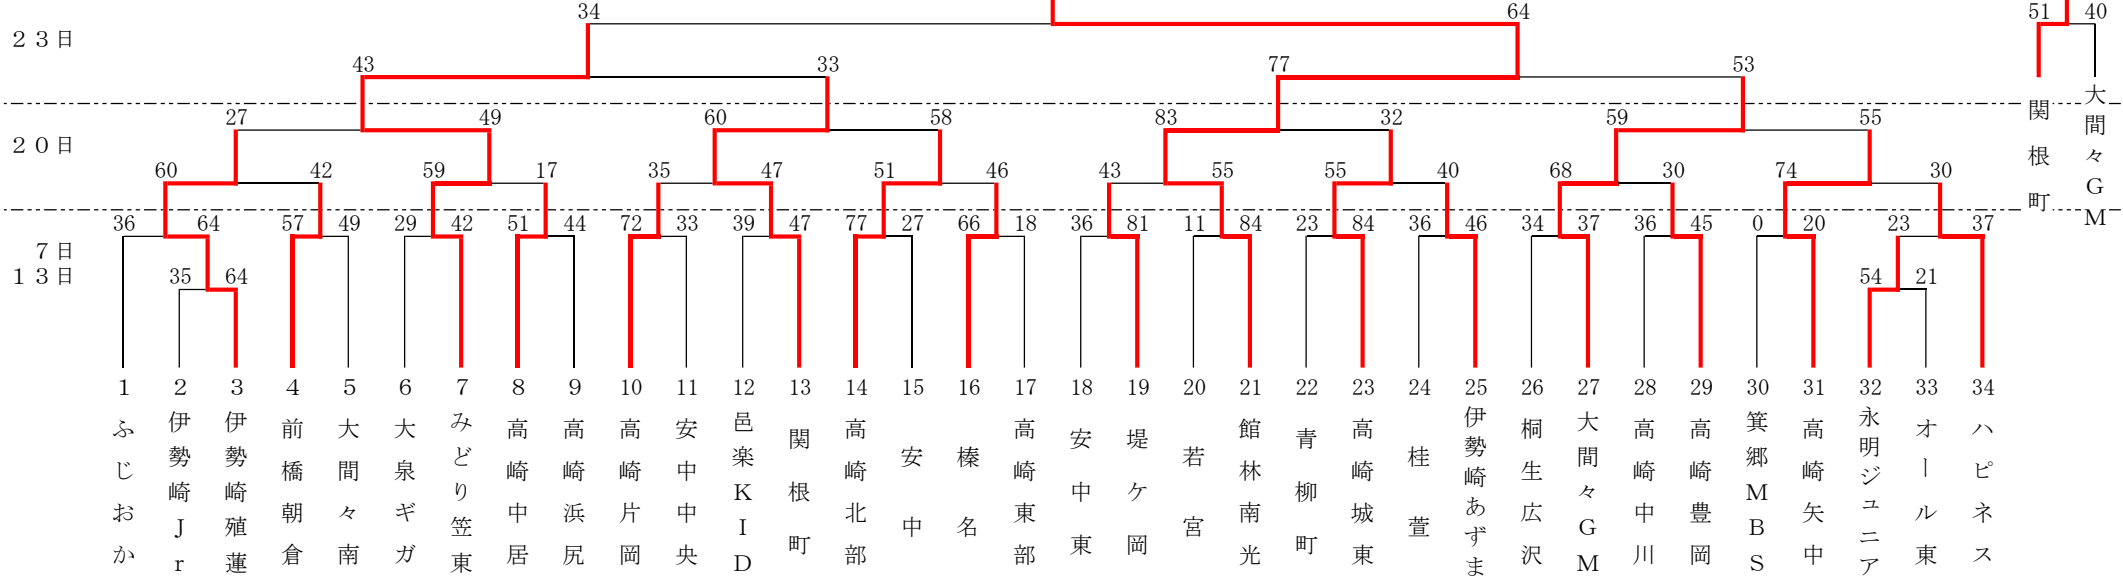 34 64 51 40
２３日
43 33 77 53
27 49 60 58 83 32 59 55
２０日
60 42 59 17 35 47 51 46 43 55 55 40 68 30 74 30
36 64 57 49 29 42 51 44 72 33 39 47 77 27 66 18 36 81 11 84 23 84 36 46 34 37 36 45 0 20 23 37
７日
１３日
35 64 54 21
1 ふじおか
2 伊勢崎Ｊｒ
3 伊勢崎殖蓮
4 前橋朝倉
5 大間々南
6 大泉ギガ
7 みどり笠東
8 高崎中居
9 高崎浜尻
10 高崎片岡
11 安中中央
12 邑楽ＫＩＤ
13 関根町
14 高崎北部
15 安中
16 榛名
17 高崎東部
18 安中東
19 堤ケ岡
20 若宮
21 館林南光
22 青柳町
23 高崎城東
24 桂萱
25 伊勢崎あずま
26 桐生広沢
27 大間々ＧＭ
28 高崎中川
29 高崎豊岡
30 箕郷ＭＢＳ
31 高崎矢中
32 永明ジュニア
33 オール東
34 ハピネス
関根町
大間々ＧＭ